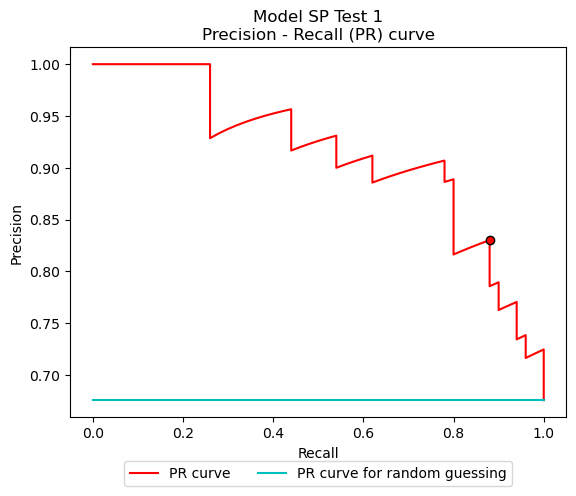 Model SP Test 1
Precision - Recall (PR) curve
1.00
0.95
0.90
0.85
0.80
0.75
0.70
Precision
0.0 0.2 0.4 0.6 0.8 1.0
Recall
PR curve PR curve for random guessing